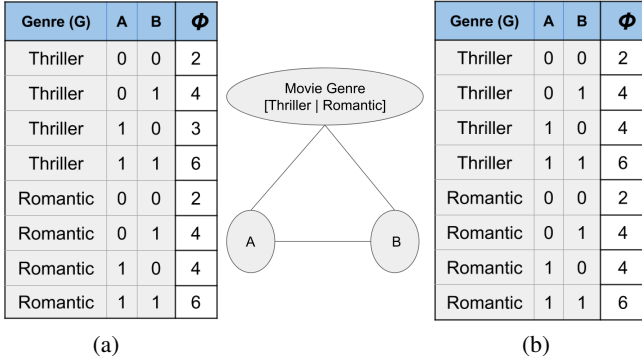 Genre (G) A B Φ
Thriller 0 0 2
Thriller 0 1 4
Thriller 1 0 3
Thriller 1 1 6
Romantic 0 0 2
Romantic 0 1 4
Romantic 1 0 4
Romantic 1 1 6
(a)
Movie Genre
[Thriller | Romantic]
A
B
Genre (G) A B Φ
Thriller 0 0 2
Thriller 0 1 4
Thriller 1 0 4
Thriller 1 1 6
Romantic 0 0 2
Romantic 0 1 4
Romantic 1 0 4
Romantic 1 1 6
(b)